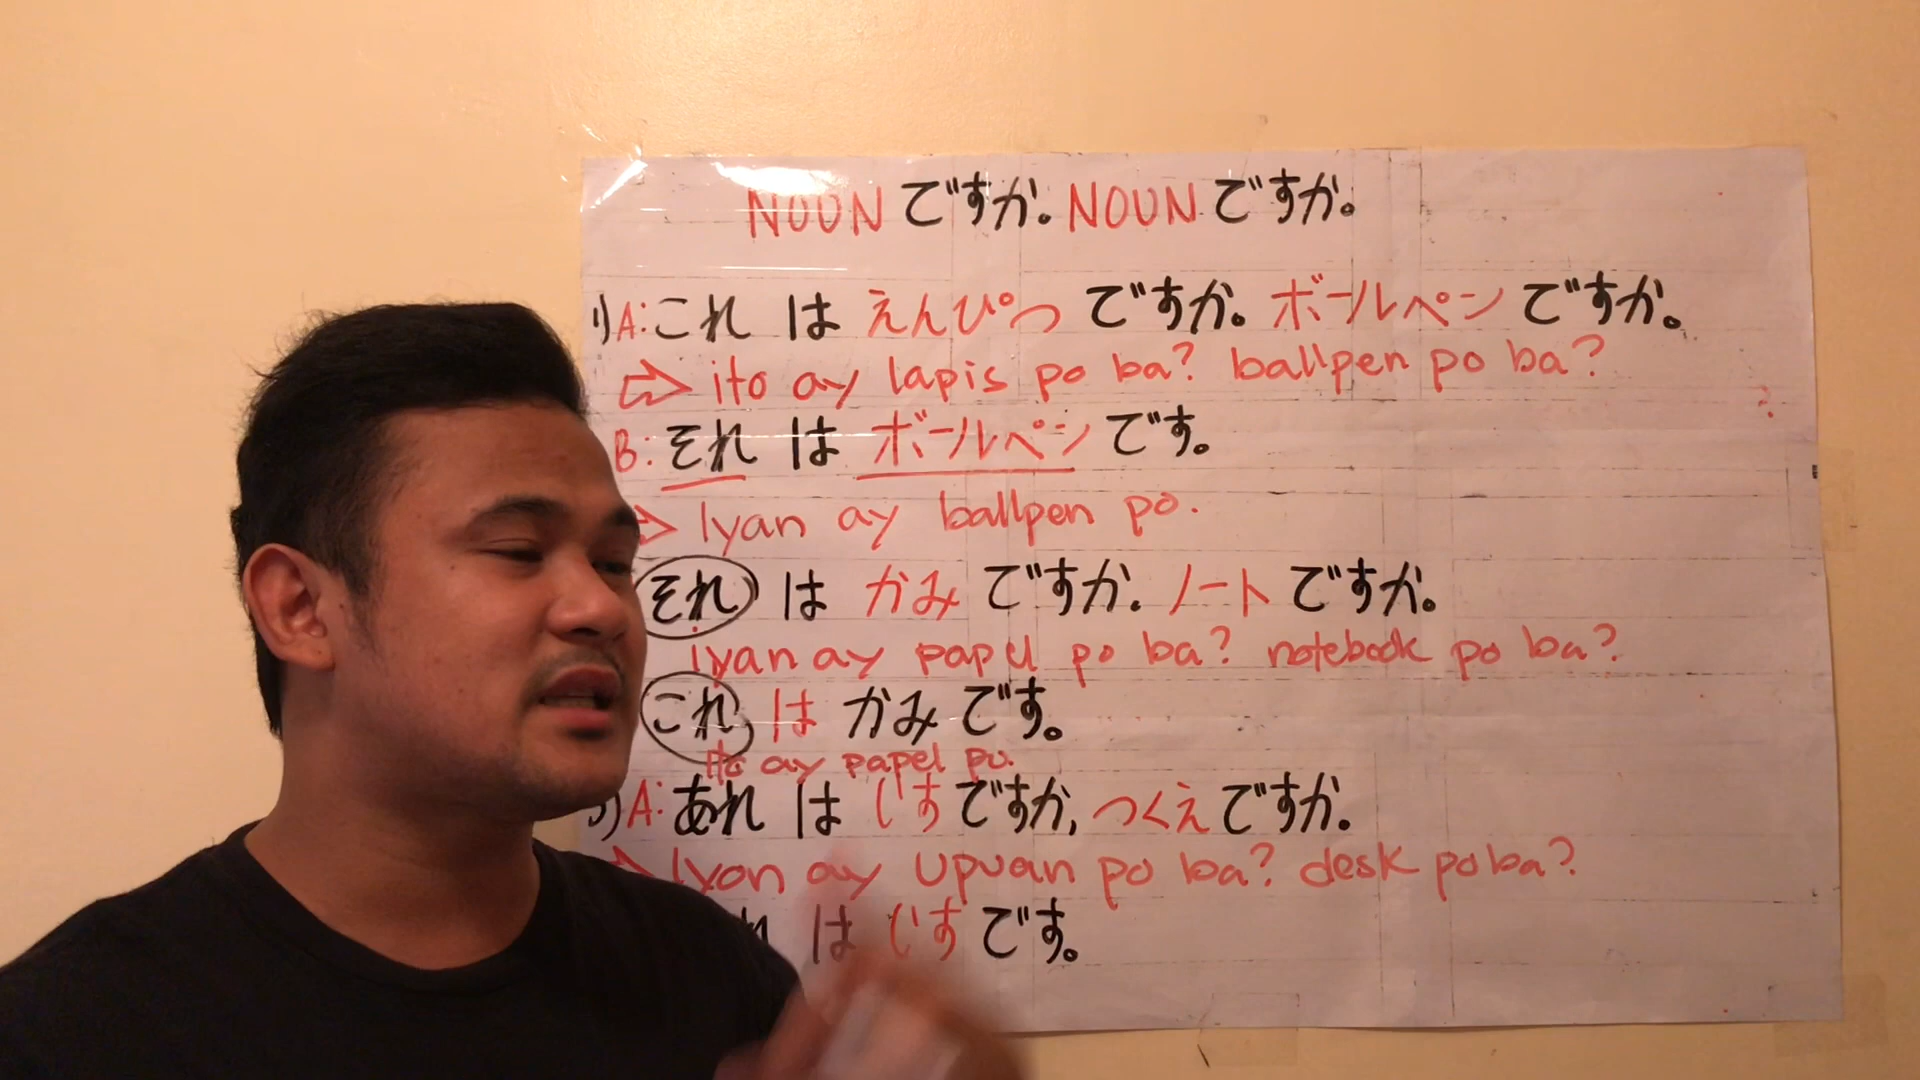 NOUN ですか. NOUN ですか。
1) A: これ は えんぴつ ですか。 ボールペン ですか。
⇨ ito ay lapis po ba? ballpen po ba?
B: それ は ボールペン です。
⇨ Iyan ay ballpen po.
それ は かみ ですか. ノート ですか。
iyan ay papel po ba? notebook po ba?
これ は かみ です。
ito ay papel po.
3) A: あれ は いす ですか, つくえ ですか.
⇨ Iyon ay upuan po ba? desk po ba?
れ は いす です。